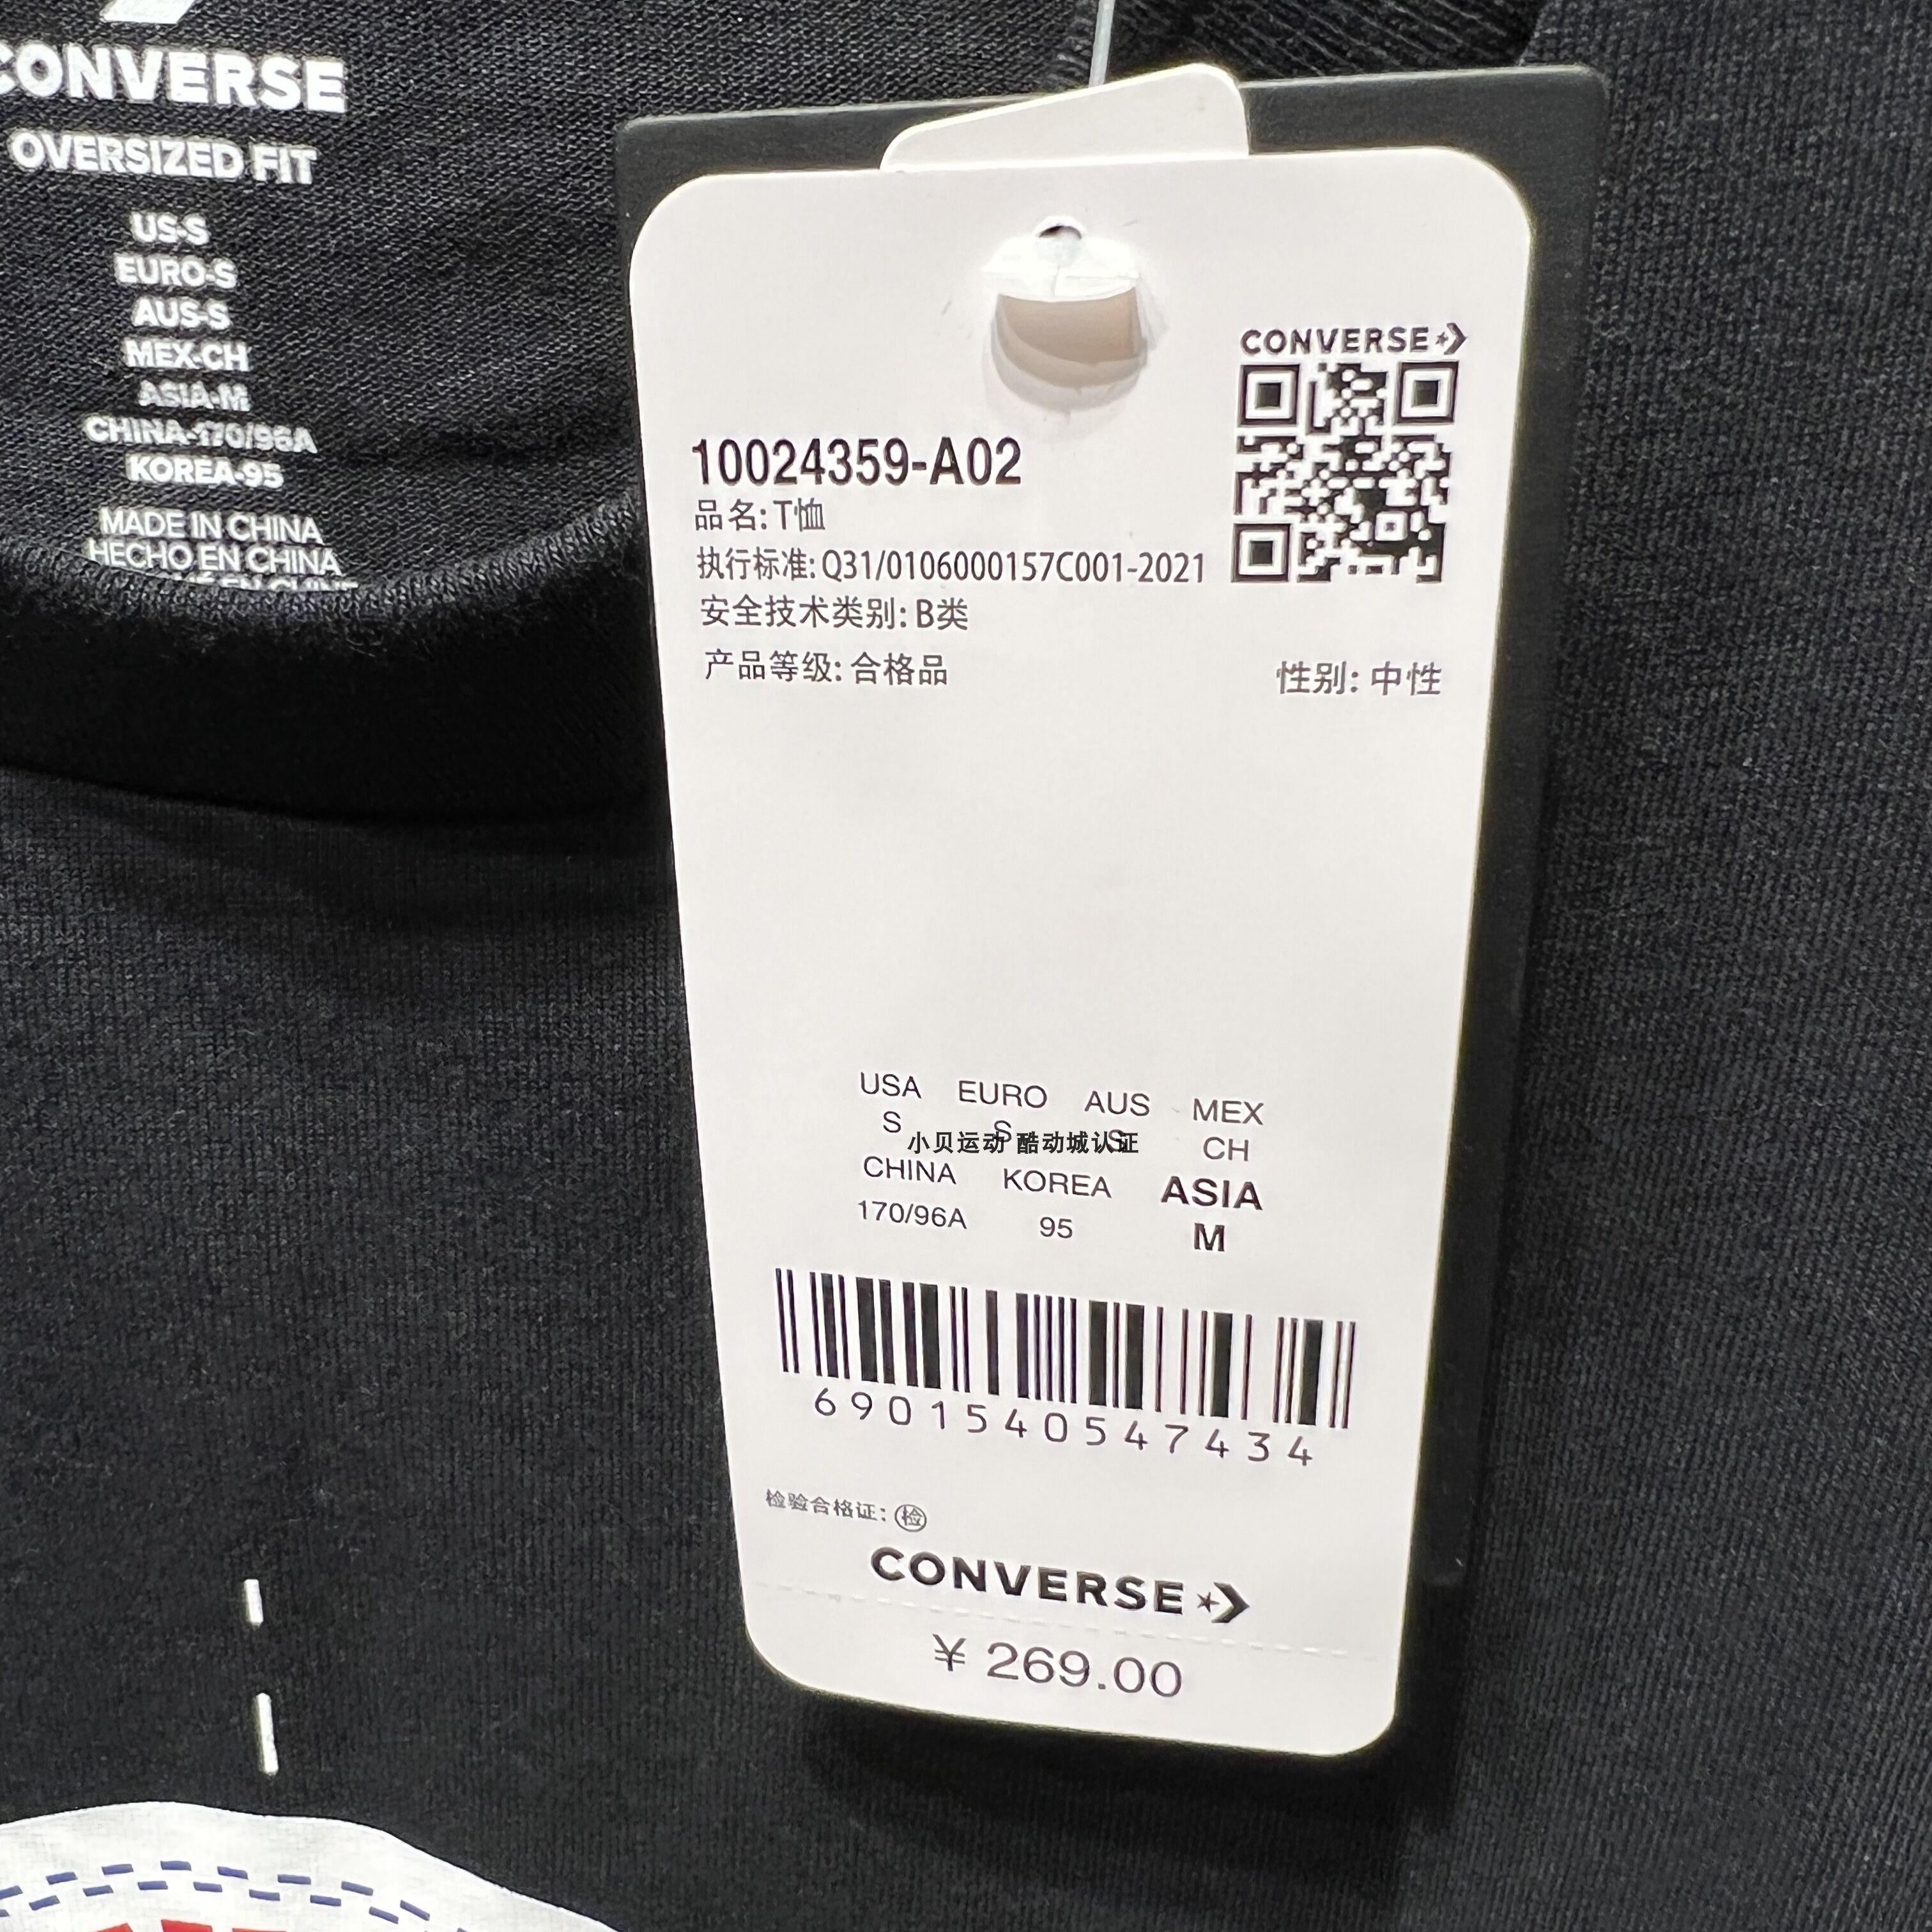 CONVERSE
OVERSIZED FIT
US-S
EURO-S
AUS-S
MEX-CH
ASIA-M
CHINA-170/96A
KOREA-95
MADE IN CHINA
HECHO EN CHINA
CONVERSE
10024359-A02
品名: T恤
执行标准: Q31/0106000157C001-2021
安全技术类别: B类
产品等级: 合格品
性别: 中性
USA EURO AUS MEX
S S S CH
小贝运动 酷动城认证
CHINA KOREA ASIA
170/96A 95 M
6901540547434
检验合格证: 检
CONVERSE
¥ 269.00